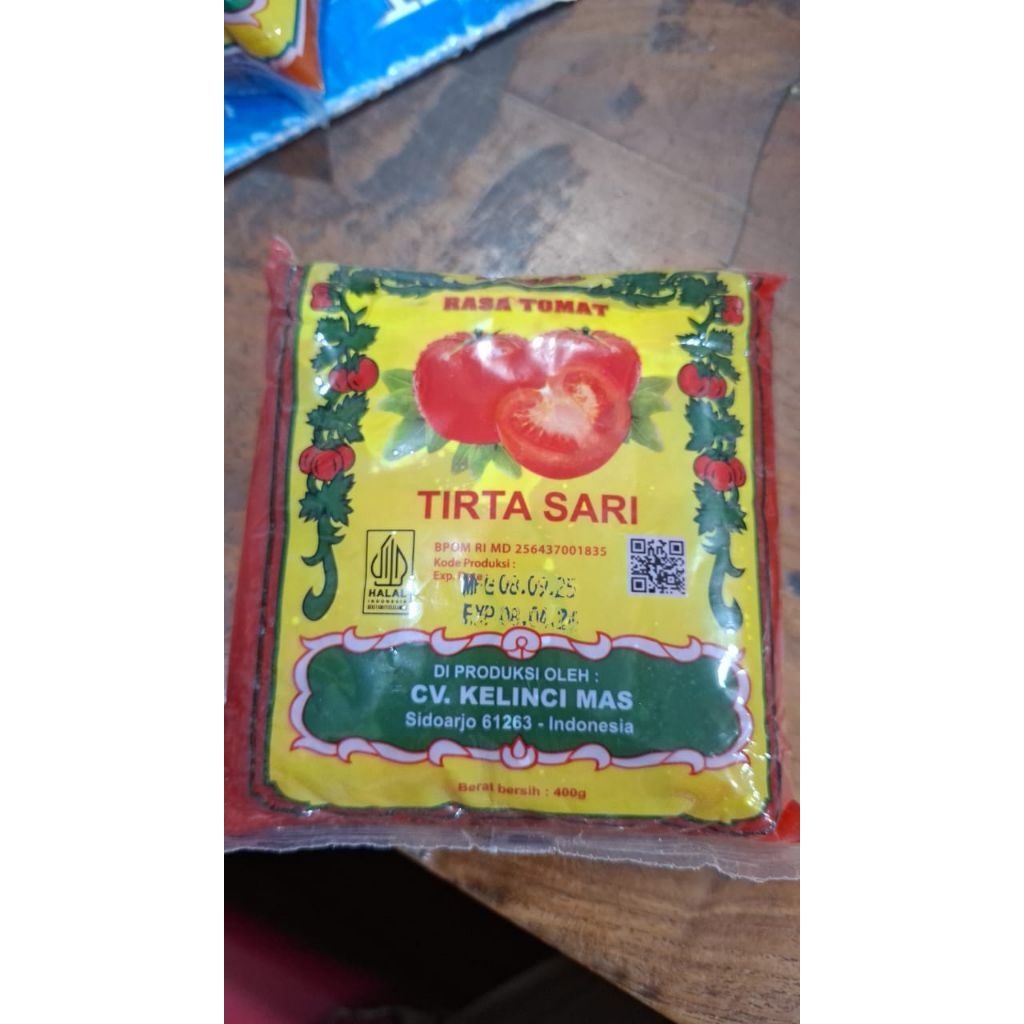 RASA TOMAT
TIRTA SARI
BPOM RI MD 256437001835
Kode Produksi :
Exp. Date
MFG 08.09.25
EXP 08.04.26
HALAL
INDONESIA
DI PRODUKSI OLEH :
CV. KELINCI MAS
Sidoarjo 61263 - Indonesia
Berat bersih : 400g